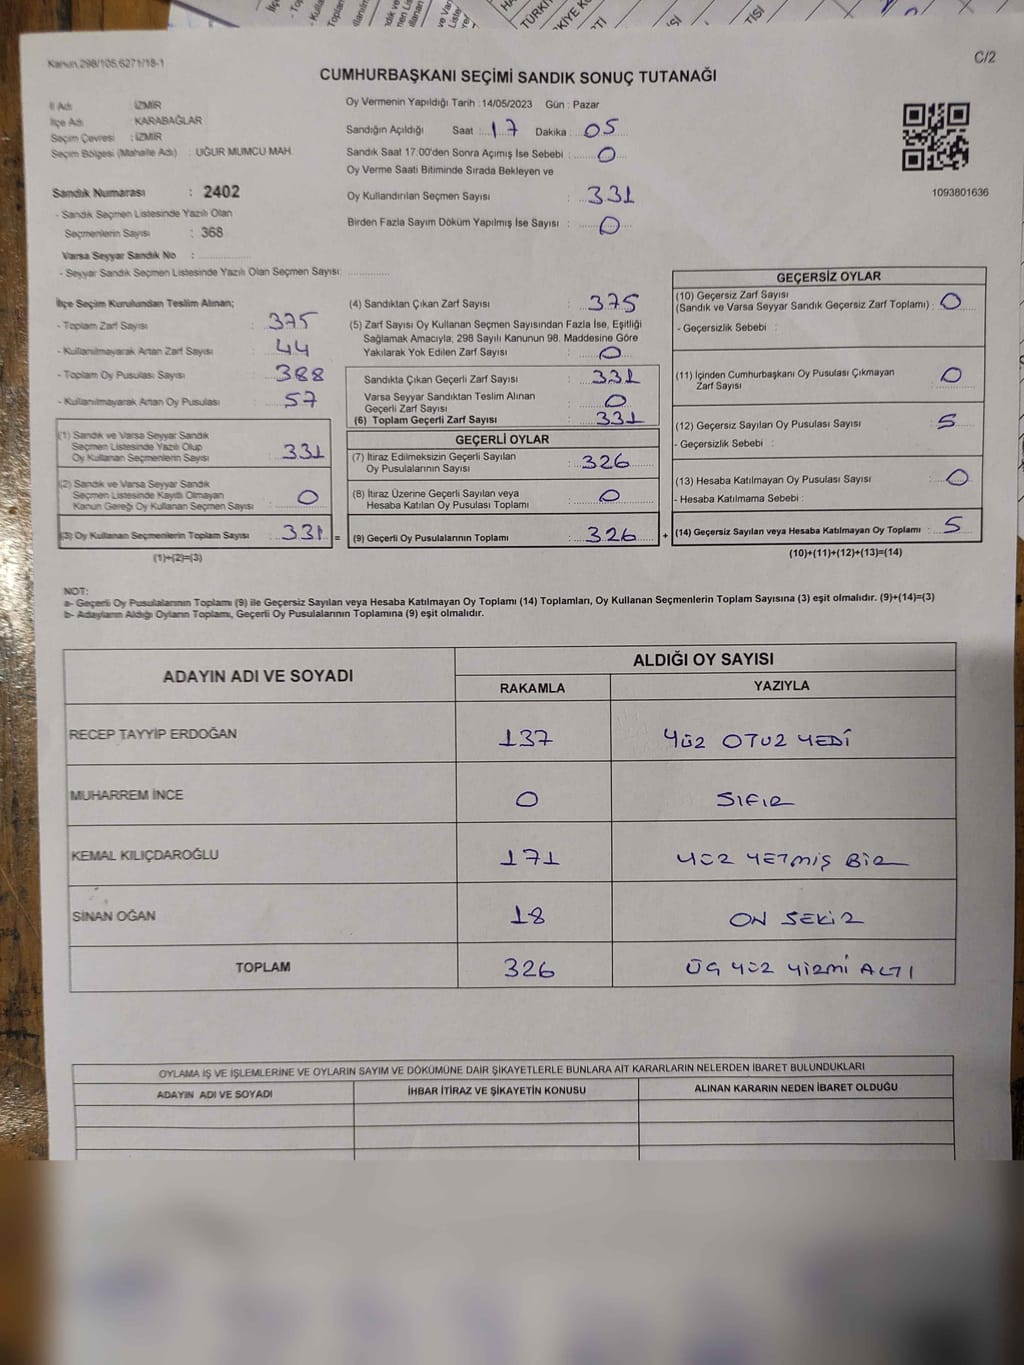 Kanun.298/105,6271/18-1
C/2
CUMHURBAŞKANI SEÇİMİ SANDIK SONUÇ TUTANAĞI
İl Adı : İZMİR
İlçe Adı : KARABAĞLAR
Seçim Çevresi : İZMİR
Seçim Bölgesi (Mahalle Adı) : UĞUR MUMCU MAH.
Sandık Numarası : 2402
- Sandık Seçmen Listesinde Yazılı Olan
Seçmenlerin Sayısı : 368
Varsa Seyyar Sandık No :
- Seyyar Sandık Seçmen Listesinde Yazılı Olan Seçmen Sayısı:
Oy Vermenin Yapıldığı Tarih : 14/05/2023 Gün : Pazar
Sandığın Açıldığı Saat : 17 Dakika : 05
Sandık Saat 17:00'den Sonra Açımış İse Sebebi : 0
Oy Verme Saati Bitiminde Sırada Bekleyen ve
Oy Kullandırılan Seçmen Sayısı : 331
Birden Fazla Sayım Döküm Yapılmış İse Sayısı : 0
1093801636
İlçe Seçim Kurulundan Teslim Alınan;
- Toplam Zarf Sayısı : 375
- Kullanılmayarak Artan Zarf Sayısı : 44
- Toplam Oy Pusulası Sayısı : 388
- Kullanılmayarak Artan Oy Pusulası : 57
(1) Sandık ve Varsa Seyyar Sandık
Seçmen Listesinde Yazılı Olup
Oy Kullanan Seçmenlerin Sayısı : 331
(2) Sandık ve Varsa Seyyar Sandık
Seçmen Listesinde Kayıtlı Olmayan
Kanun Gereği Oy Kullanan Seçmen Sayısı : 0
(3) Oy Kullanan Seçmenlerin Toplam Sayısı : 331 =
(1)+(2)=(3)
(4) Sandıktan Çıkan Zarf Sayısı : 375
(5) Zarf Sayısı Oy Kullanan Seçmen Sayısından Fazla İse, Eşitliği
Sağlamak Amacıyla; 298 Sayılı Kanunun 98. Maddesine Göre
Yakılarak Yok Edilen Zarf Sayısı : 0
Sandıkta Çıkan Geçerli Zarf Sayısı : 331
Varsa Seyyar Sandıktan Teslim Alınan
Geçerli Zarf Sayısı : 0
(6) Toplam Geçerli Zarf Sayısı : 331
GEÇERLİ OYLAR
(7) İtiraz Edilmeksizin Geçerli Sayılan
Oy Pusulalarının Sayısı : 326
(8) İtiraz Üzerine Geçerli Sayılan veya
Hesaba Katılan Oy Pusulası Toplamı : 0
(9) Geçerli Oy Pusulalarının Toplamı : 326 +
GEÇERSİZ OYLAR
(10) Geçersiz Zarf Sayısı
(Sandık ve Varsa Seyyar Sandık Geçersiz Zarf Toplamı) : 0
- Geçersizlik Sebebi :
(11) İçinden Cumhurbaşkanı Oy Pusulası Çıkmayan
Zarf Sayısı : 0
(12) Geçersiz Sayılan Oy Pusulası Sayısı : 5
- Geçersizlik Sebebi :
(13) Hesaba Katılmayan Oy Pusulası Sayısı : 0
- Hesaba Katılmama Sebebi :
(14) Geçersiz Sayılan veya Hesaba Katılmayan Oy Toplamı : 5
(10)+(11)+(12)+(13)=(14)
NOT:
a- Geçerli Oy Pusulalarının Toplamı (9) ile Geçersiz Sayılan veya Hesaba Katılmayan Oy Toplamı (14) Toplamları, Oy Kullanan Seçmenlerin Toplam Sayısına (3) eşit olmalıdır. (9)+(14)=(3)
b- Adayların Aldığı Oyların Toplamı, Geçerli Oy Pusulalarının Toplamına (9) eşit olmalıdır.
ADAYIN ADI VE SOYADI ALDIĞI OY SAYISI
RAKAMLA YAZIYLA
RECEP TAYYİP ERDOĞAN 137 YÜZ OTUZ YEDİ
MUHARREM İNCE 0 SIFIR
KEMAL KILIÇDAROĞLU 171 YÜZ YETMİŞ BİR
SİNAN OĞAN 18 ON SEKİZ
TOPLAM 326 ÜÇ YÜZ YİRMİ ALTI
OYLAMA İŞ VE İŞLEMLERİNE VE OYLARIN SAYIM VE DÖKÜMÜNE DAİR ŞİKAYETLERLE BUNLARA AİT KARARLARIN NELERDEN İBARET BULUNDUKLARI
ADAYIN ADI VE SOYADI İHBAR İTİRAZ VE ŞİKAYETİN KONUSU ALINAN KARARIN NEDEN İBARET OLDUĞU